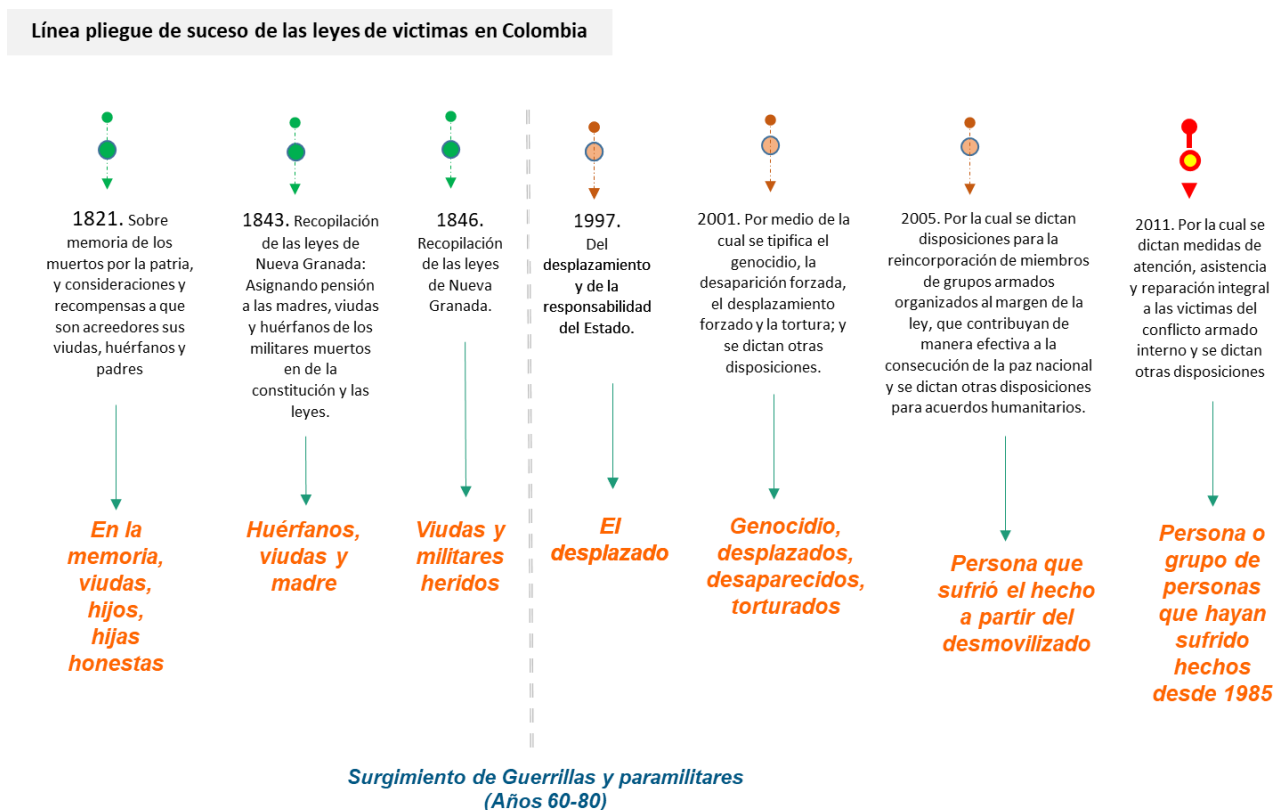 Línea pliegue de suceso de las leyes de victimas en Colombia
1821. Sobre
memoria de los
muertos por la patria,
y consideraciones y
recompensas a que
son acreedores sus
viudas, huérfanos y
padres
En la
memoria,
viudas,
hijos,
hijas
honestas
1843. Recopilación
de las leyes de
Nueva Granada:
Asignando pensión
a las madres, viudas
y huérfanos de los
militares muertos
en de la
constitución y las
leyes.
Huérfanos,
viudas y
madre
1846.
Recopilación
de las leyes
de Nueva
Granada.
Viudas y
militares
heridos
1997.
Del
desplazamiento
y de la
responsabilidad
del Estado.
El
desplazado
2001. Por medio de la
cual se tipifica el
genocidio, la
desaparición forzada,
el desplazamiento
forzado y la tortura; y
se dictan otras
disposiciones.
Genocidio,
desplazados,
desaparecidos,
torturados
2005. Por la cual se dictan
disposiciones para la
reincorporación de miembros
de grupos armados
organizados al margen de la
ley, que contribuyan de
manera efectiva a la
consecución de la paz nacional
y se dictan otras disposiciones
para acuerdos humanitarios.
Persona que
sufrió el hecho
a partir del
desmovilizado
2011. Por la cual se
dictan medidas de
atención, asistencia
y reparación integral
a las victimas del
conflicto armado
interno y se dictan
otras disposiciones
Persona o
grupo de
personas
que hayan
sufrido
hechos
desde 1985
Surgimiento de Guerrillas y paramilitares
(Años 60-80)